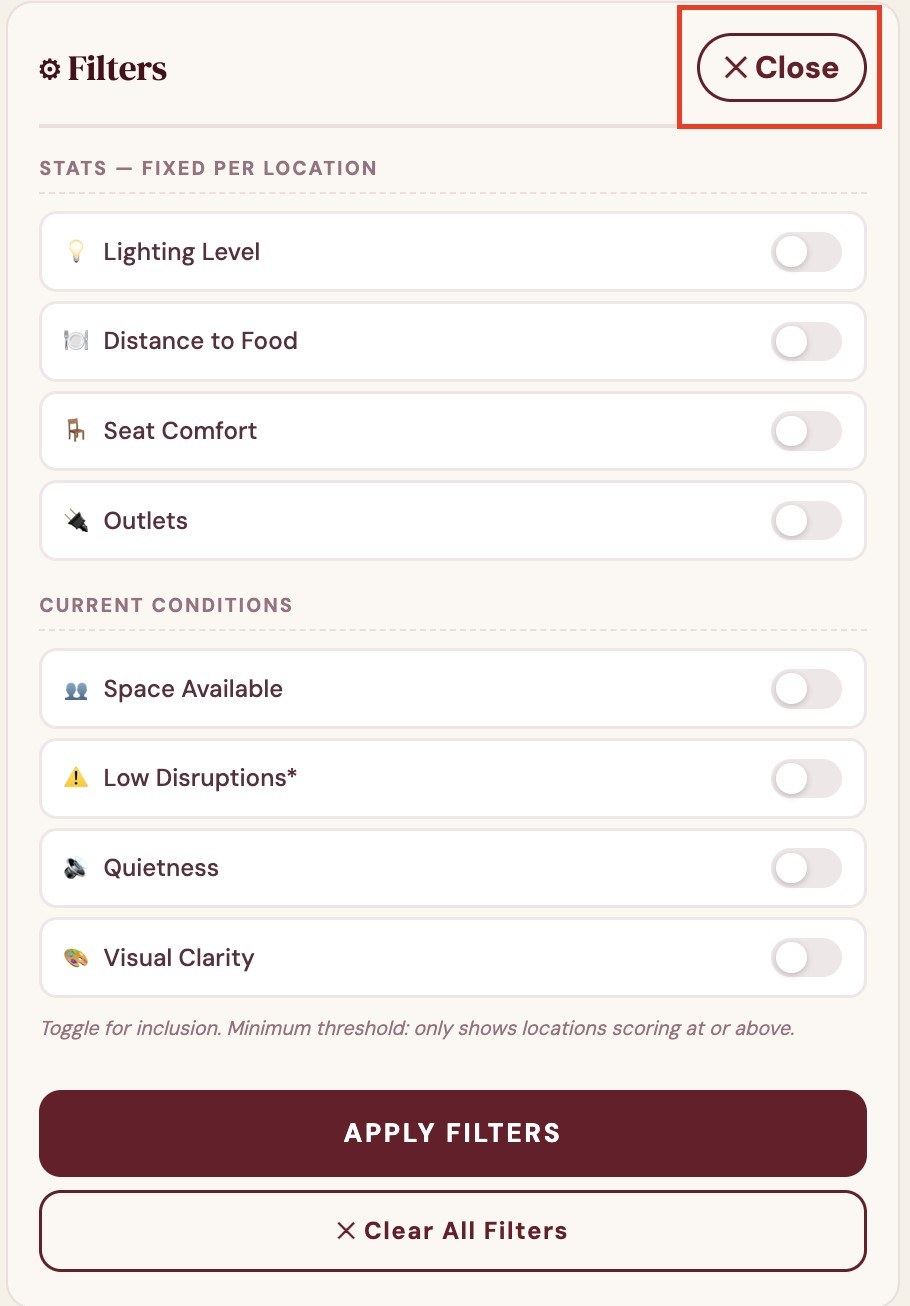 ⚙ Filters
✕ Close
STATS — FIXED PER LOCATION
Lighting Level
Distance to Food
Seat Comfort
Outlets
CURRENT CONDITIONS
Space Available
Low Disruptions*
Quietness
Visual Clarity
Toggle for inclusion. Minimum threshold: only shows locations scoring at or above.
APPLY FILTERS
✕ Clear All Filters